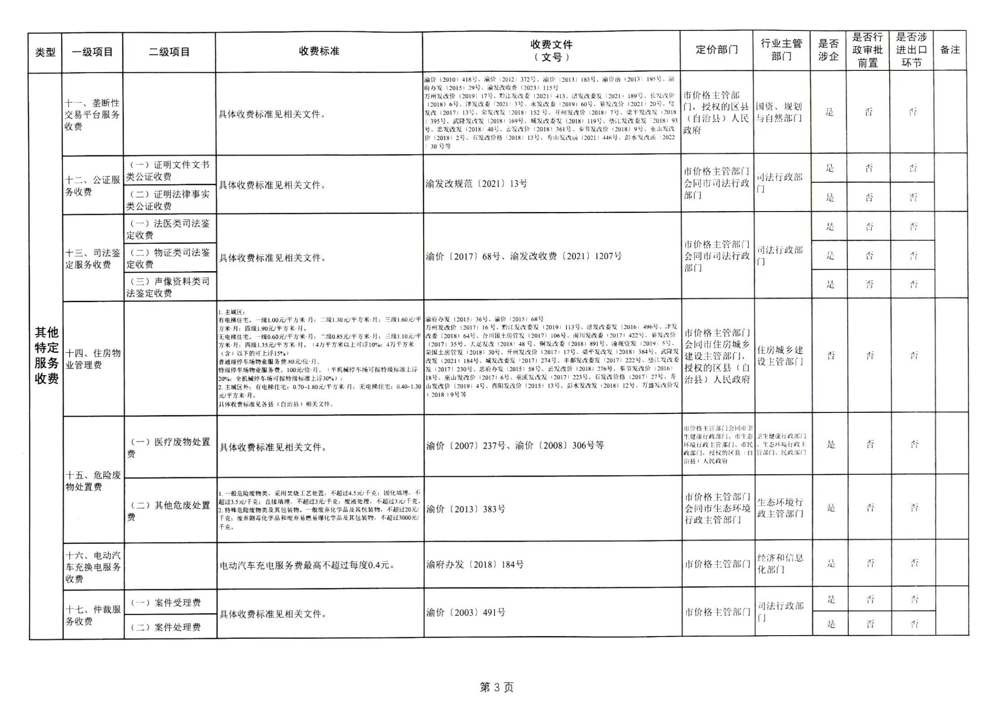 类型
一级项目
二级项目
收费标准
收费文件
（文号）
定价部门
行业主管
部门
是否
涉企
是否行
政审批
前置
是否涉
进出口
环节
备注
其他
特定
服务
收费
十一、垄断性
交易平台服务
收费
具体收费标准见相关文件。
渝价〔2010〕418号、渝价〔2012〕372号、渝价〔2013〕183号、渝价函〔2013〕195号、渝
府办发〔2015〕29号、渝发改收费〔2023〕115号
万州发改价〔2019〕17号、黔江发改委〔2021〕413、涪发改委发〔2021〕189号、长发改价
〔2018〕6号、津发改委〔2021〕3号、永发改委〔2019〕60号、綦发改价〔2021〕20号、璧
发改〔2017〕13号、荣发改发〔2018〕152 号、开州发改价〔2018〕7号、梁平发改发〔2018
〕395号、武隆发改发〔2018〕169号、城发改委发〔2018〕119号、垫江发改委发〔2018〕93
号、忠发改发〔2018〕40号、云发改价〔2018〕361号、奉节发改价〔2018〕9号、巫山发改
价〔2018〕2号、石发改价格〔2018〕13号、秀山发改函〔2021〕446号、彭水发改函〔2022
〕30 号等
市价格主管部
门，授权的区县
（自治县）人民
政府
国资、规划
与自然部门
是
否
否
十二、公证服
务收费
（一）证明文件文书
类公证收费
（二）证明法律事实
类公证收费
具体收费标准见相关文件。
渝发改规范〔2021〕13号
市价格主管部门
会同市司法行政
部门
司法行政部
门
是
否
否
是
否
否
十三、司法鉴
定服务收费
（一）法医类司法鉴
定收费
（二）物证类司法鉴
定收费
（三）声像资料类司
法鉴定收费
具体收费标准见相关文件。
渝价〔2017〕68号、渝发改收费〔2021〕1207号
市价格主管部门
会同市司法行政
部门
司法行政部
门
是
否
否
是
否
否
是
否
否
十四、住房物
业管理费
1. 主城区：
有电梯住宅。一级1.00元/平方米·月；二级1.30元/平方米·月；三级1.60元/平
方米·月；四级1.90元/平方米·月。
无电梯住宅。一级0.60元/平方米·月；二级0.85元/平方米·月；三级1.10元/平
方米·月；四级1.35元/平方米·月。（4万平方米以上可浮10%；4万平方米
（含）以下的可上浮15%）
普通级停车场物业服务费.80元/位·月。
特级停车场物业服务费。100元/位·月。（半机械停车场可按特级标准上浮
20%；全机械停车场可按特级标准上浮30%）；
2. 主城区外：有电梯住宅：0.70~1.80元/平方米·月；无电梯住宅：0.40~1.30
元/平方米·月。
具体收费标准见各县（自治县）相关文件。
渝府办发〔2015〕36号、渝价〔2015〕68号
万州发改价〔2017〕16 号、黔江发改委发〔2019〕113号、涪发改委发〔2016〕496号、津发
改委〔2018〕64号、合川国土房管发〔2017〕106号、南川发改委〔2017〕422号、綦发改价
〔2017〕35号、大足发改〔2018〕48 号、铜发改委〔2018〕891号、潼规资发〔2019〕5号、
荣国土房管发〔2018〕30号、开州发改价〔2017〕17号、梁平发改发〔2018〕384号、武隆发
改发〔2021〕184号、城发改委发〔2017〕274号、丰都发改委发〔2017〕222号、垫江发改委
发〔2017〕230号、忠府办发〔2015〕58号、云发改价〔2018〕276号、奉节发改价〔2016〕
18号、巫山发改价〔2017〕6号、巫溪发改发〔2017〕223号、石发改价格〔2017〕27号、秀
山发改价〔2019〕4号、酉阳发改价〔2015〕13号、彭水发改发〔2018〕12号、万盛发改价发
〔2018〕9号等
市价格主管部门
会同市住房城乡
建设主管部门，
授权的区县（自
治县）人民政府
住房城乡建
设主管部门
否
否
否
十五、危险废
物处置费
（一）医疗废物处置
费
具体收费标准见相关文件。
渝价〔2007〕237号、渝价〔2008〕306号等
市价格主管部门会同市卫
生健康行政部门、市生态
环境行政主管部门、市民
政部门，授权的区县（自
治县）人民政府
卫生健康行政部门
、生态环境行政主
管部门、民政部门
是
否
否
（二）其他危废处置
费
1. 一般危险废物类。采用焚烧工艺处置，不超过4.5元/千克；固化填埋，不
超过3.5元/千克；直接填埋，不超过3元/千克；废液处理，不超过3元/千克。
2. 特殊危险废物类及其包装物。一般废弃化学品及其包装物，不超过20元/
千克；废弃剧毒化学品和废弃易燃易爆化学品及其包装物，不超过3000元/
千克。
渝价〔2013〕383号
市价格主管部门
会同市生态环境
行政主管部门
生态环境行
政主管部门
是
否
否
十六、电动汽
车充换电服务
收费
电动汽车充电服务费最高不超过每度0.4元。
渝府办发〔2018〕184号
市价格主管部门
经济和信息
化部门
是
否
否
十七、仲裁服
务收费
（一）案件受理费
（二）案件处理费
具体收费标准见相关文件。
渝价〔2003〕491号
市价格主管部门
司法行政部
门
是
否
否
是
否
否
第 3 页